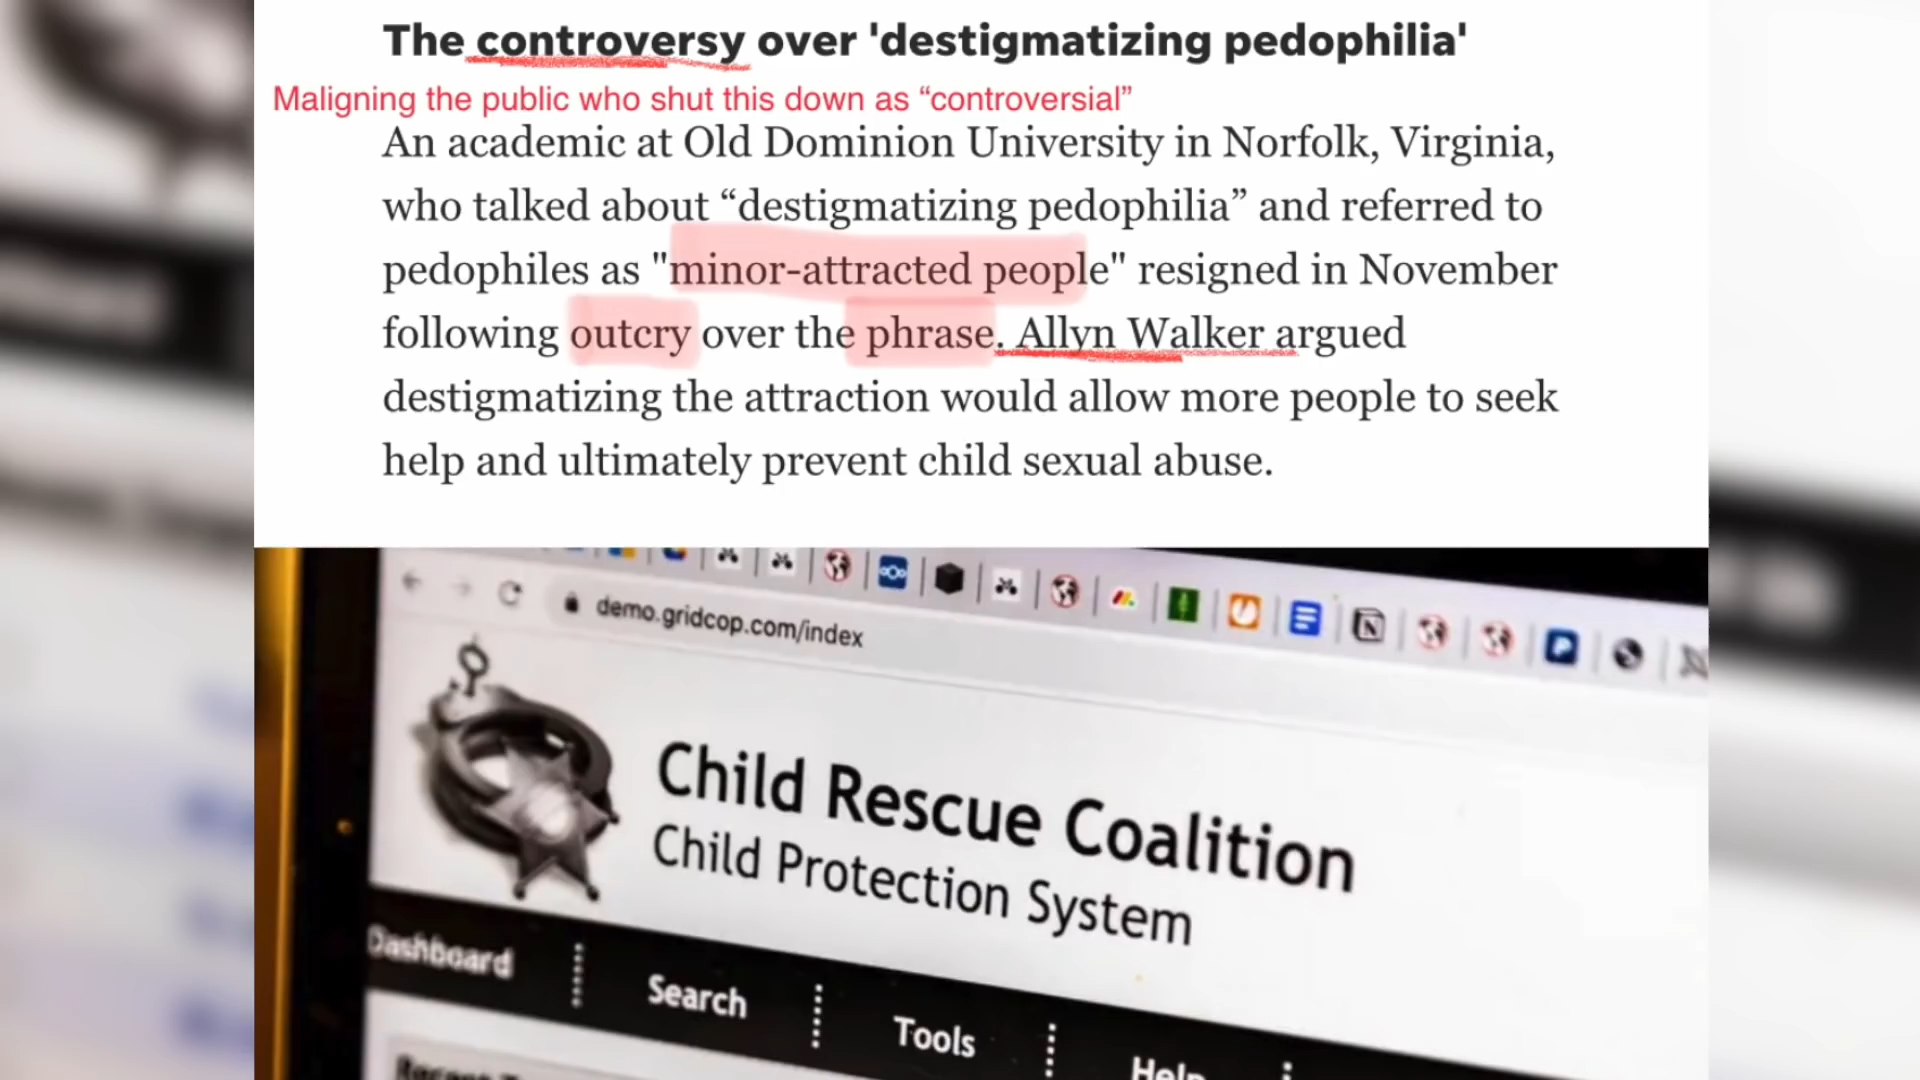 The controversy over 'destigmatizing pedophilia'
Maligning the public who shut this down as “controversial”
An academic at Old Dominion University in Norfolk, Virginia,
who talked about “destigmatizing pedophilia” and referred to
pedophiles as "minor-attracted people" resigned in November
following outcry over the phrase. Allyn Walker argued
destigmatizing the attraction would allow more people to seek
help and ultimately prevent child sexual abuse.
demo.gridcop.com/index
Child Rescue Coalition
Child Protection System
Dashboard
Search
Tools
Help